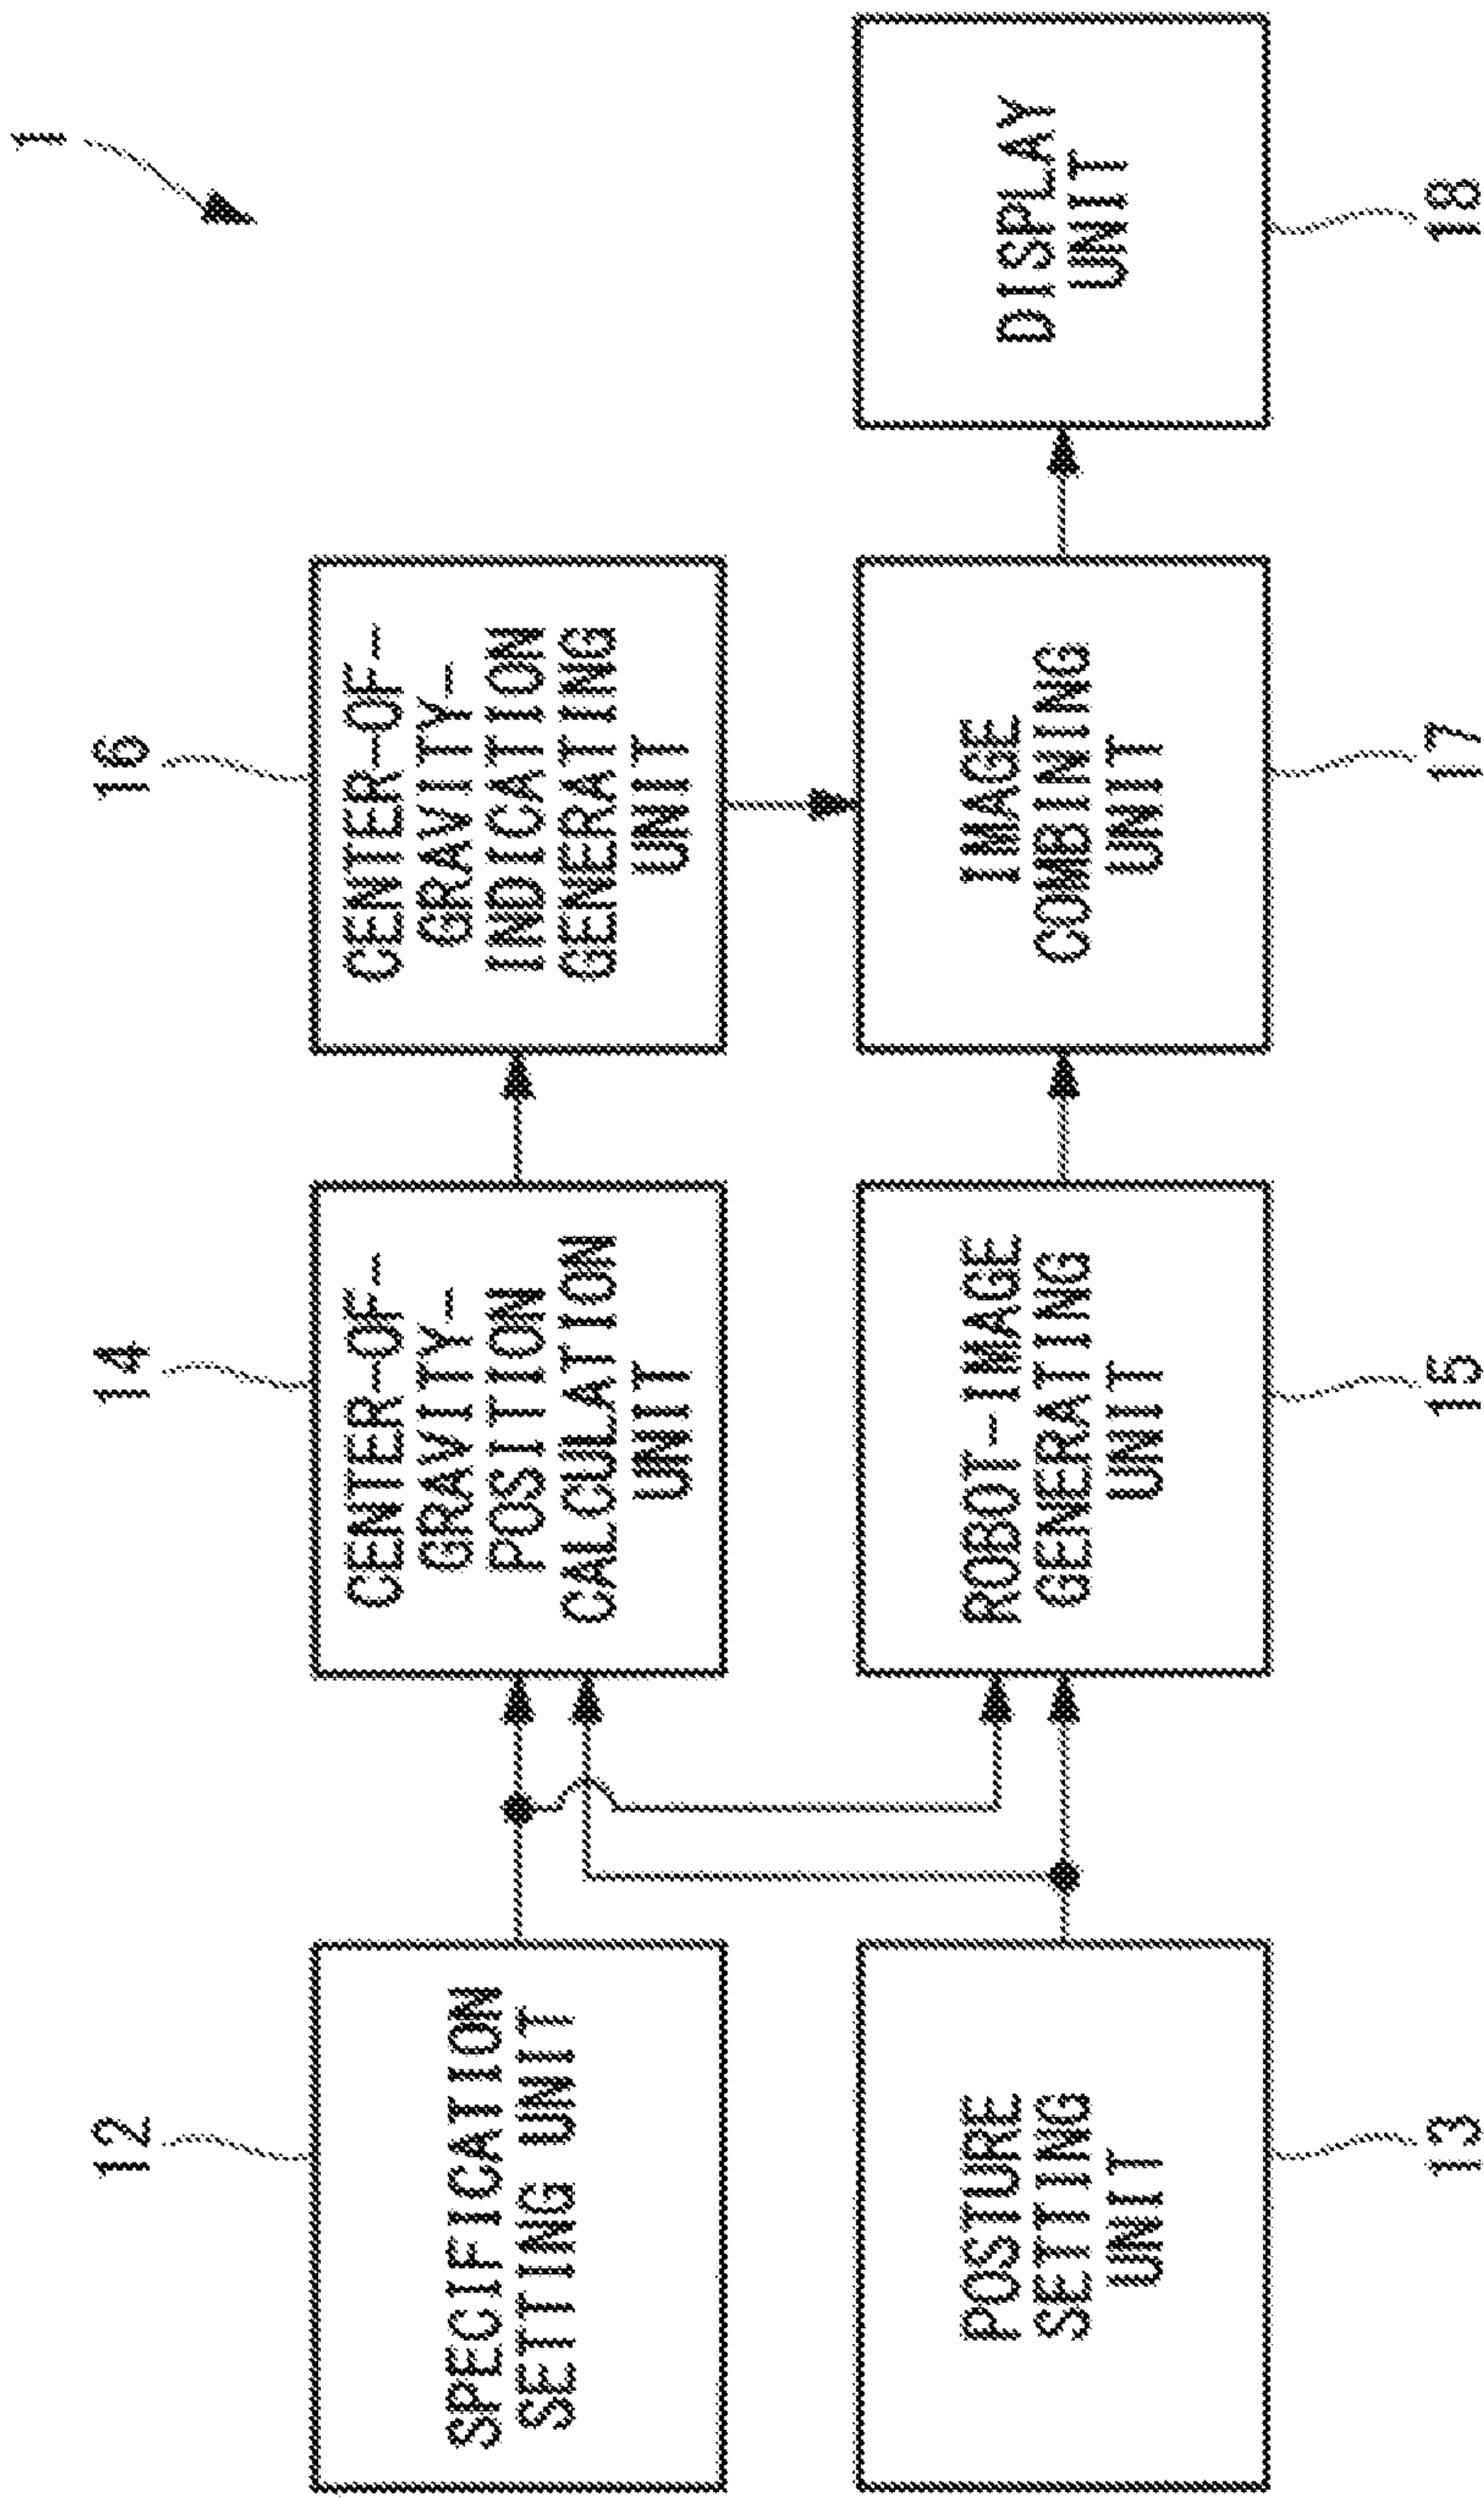 1
12
SPECIFICATION
SETTING UNIT
14
CENTER-OF-
GRAVITY-
POSITION
CALCULATION
UNIT
16
CENTER-OF-
GRAVITY-
INDICATION
GENERATING
UNIT
POSTURE
SETTING
UNIT
13
ROBOT-IMAGE
GENERATING
UNIT
15
IMAGE
COMBINING
UNIT
17
DISPLAY
UNIT
18